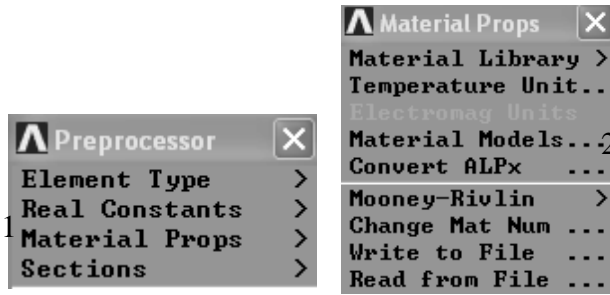 Preprocessor
Element Type >
Real Constants >
1 Material Props >
Sections >
Material Props
Material Library >
Temperature Unit..
Electromag Units
Material Models... 2
Convert ALPx ...
Mooney-Rivlin >
Change Mat Num ...
Write to File ...
Read from File ...